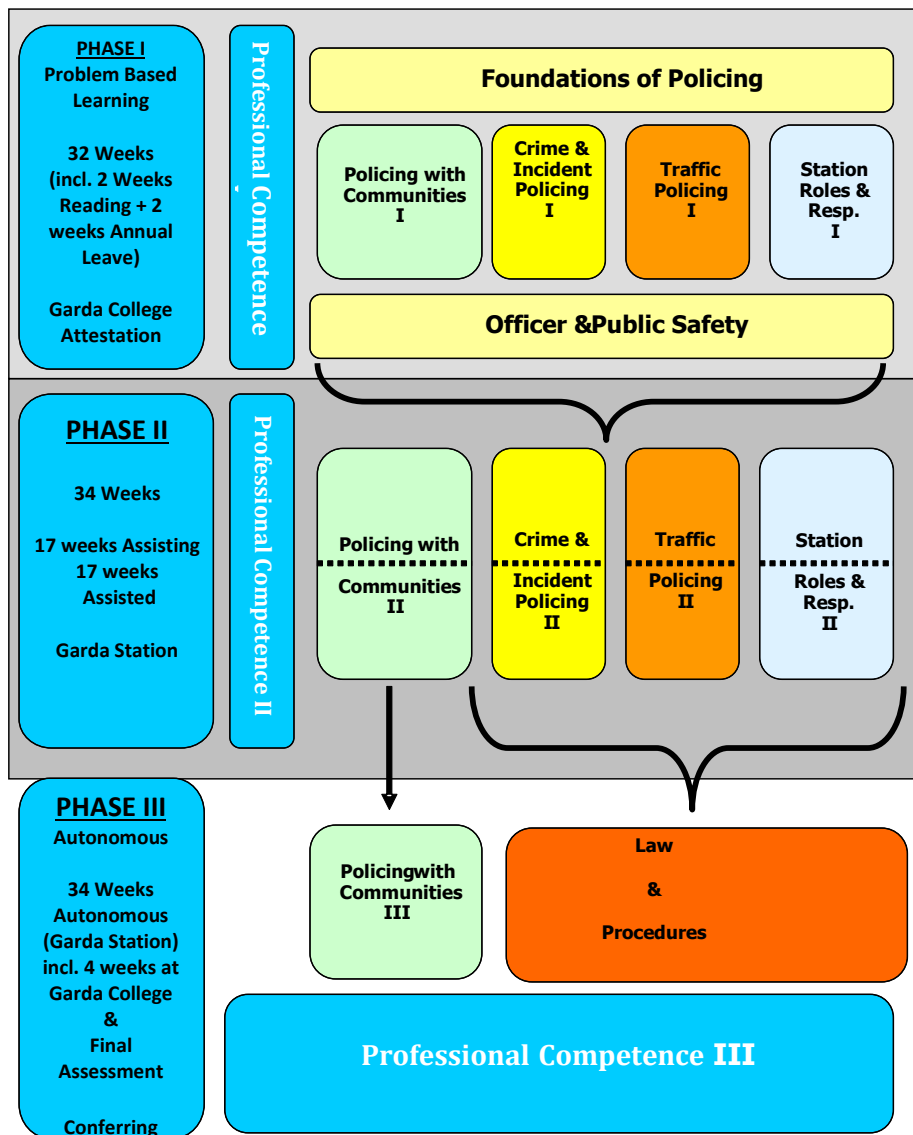 PHASE I
Problem Based
Learning
32 Weeks
(incl. 2 Weeks
Reading + 2
weeks Annual
Leave)
Garda College
Attestation
Professional Competence
Foundations of Policing
Policing with
Communities
I
Crime &
Incident
Policing
I
Traffic
Policing
I
Station
Roles &
Resp.
I
Officer &Public Safety
PHASE II
34 Weeks
17 weeks Assisting
17 weeks
Assisted
Garda Station
Professional Competence II
Policing with
Communities
II
Crime &
Incident
Policing
II
Traffic
Policing
II
Station
Roles &
Resp.
II
PHASE III
Autonomous
34 Weeks
Autonomous
(Garda Station)
incl. 4 weeks at
Garda College
&
Final
Assessment
Conferring
Policingwith
Communities
III
Law
&
Procedures
Professional Competence III